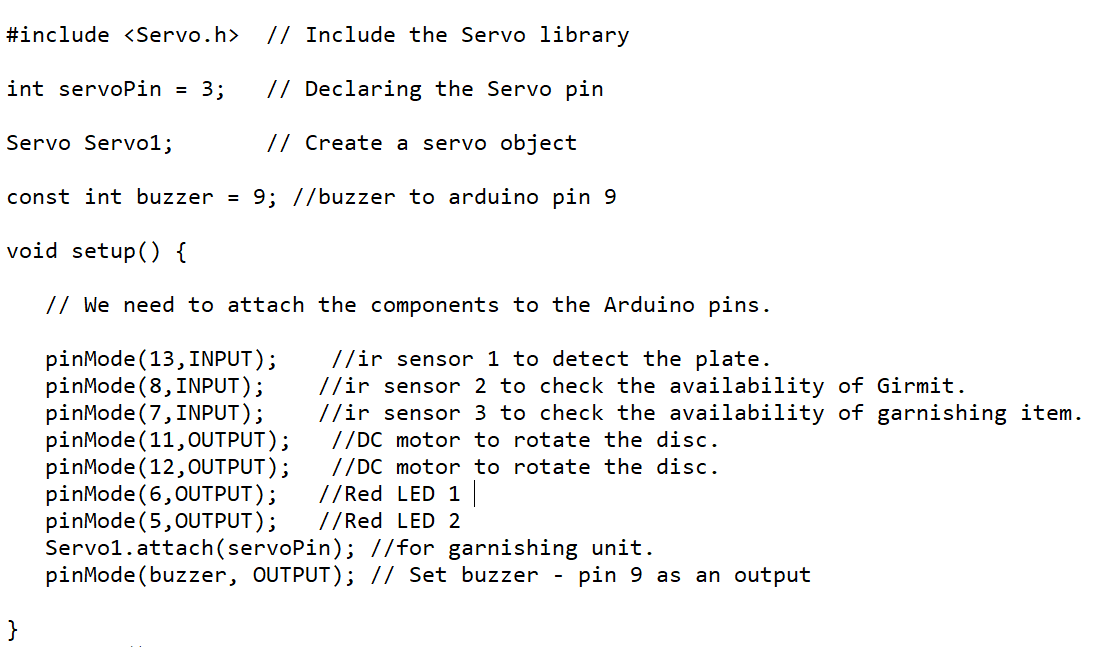 #include <Servo.h>  // Include the Servo library
int servoPin = 3;   // Declaring the Servo pin
Servo Servo1;       // Create a servo object
const int buzzer = 9; //buzzer to arduino pin 9
void setup() {
   // We need to attach the components to the Arduino pins.
   pinMode(13,INPUT);    //ir sensor 1 to detect the plate.
   pinMode(8,INPUT);    //ir sensor 2 to check the availability of Girmit.
   pinMode(7,INPUT);    //ir sensor 3 to check the availability of garnishing item.
   pinMode(11,OUTPUT);   //DC motor to rotate the disc.
   pinMode(12,OUTPUT);   //DC motor to rotate the disc.
   pinMode(6,OUTPUT);   //Red LED 1
   pinMode(5,OUTPUT);   //Red LED 2
   Servo1.attach(servoPin); //for garnishing unit.
   pinMode(buzzer, OUTPUT); // Set buzzer - pin 9 as an output
}